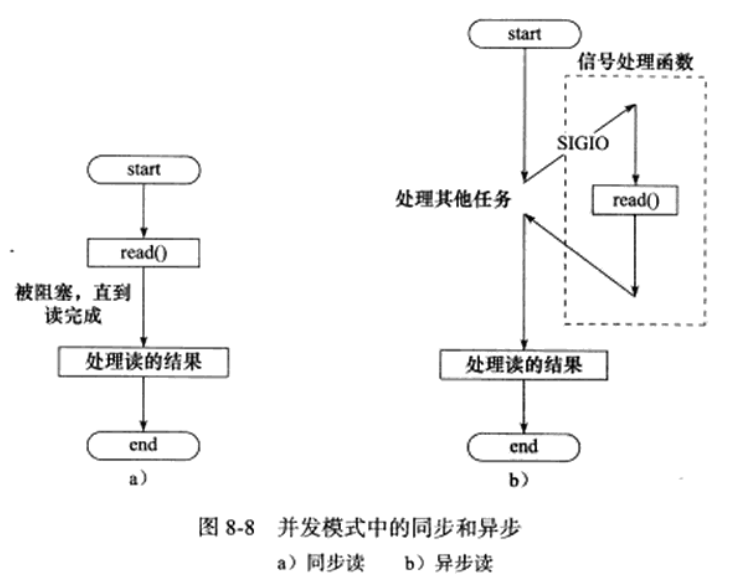 start
read()
被阻塞，直到
读完成
处理读的结果
end
a）
start
信号处理函数
SIGIO
处理其他任务
read()
处理读的结果
end
b）
图 8-8 并发模式中的同步和异步
a）同步读 b）异步读